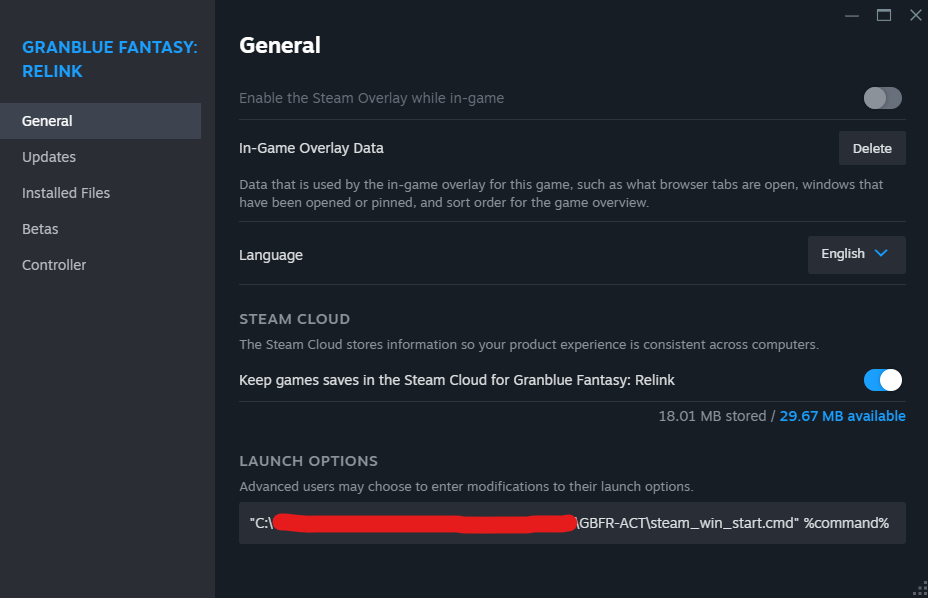 GRANBLUE FANTASY:
RELINK
General
Updates
Installed Files
Betas
Controller
General
Enable the Steam Overlay while in-game
In-Game Overlay Data
Delete
Data that is used by the in-game overlay for this game, such as what browser tabs are open, windows that
have been opened or pinned, and sort order for the game overview.
Language
English
STEAM CLOUD
The Steam Cloud stores information so your product experience is consistent across computers.
Keep games saves in the Steam Cloud for Granblue Fantasy: Relink
18.01 MB stored / 29.67 MB available
LAUNCH OPTIONS
Advanced users may choose to enter modifications to their launch options.
"C:\ \GBFR-ACT\steam_win_start.cmd" %command%